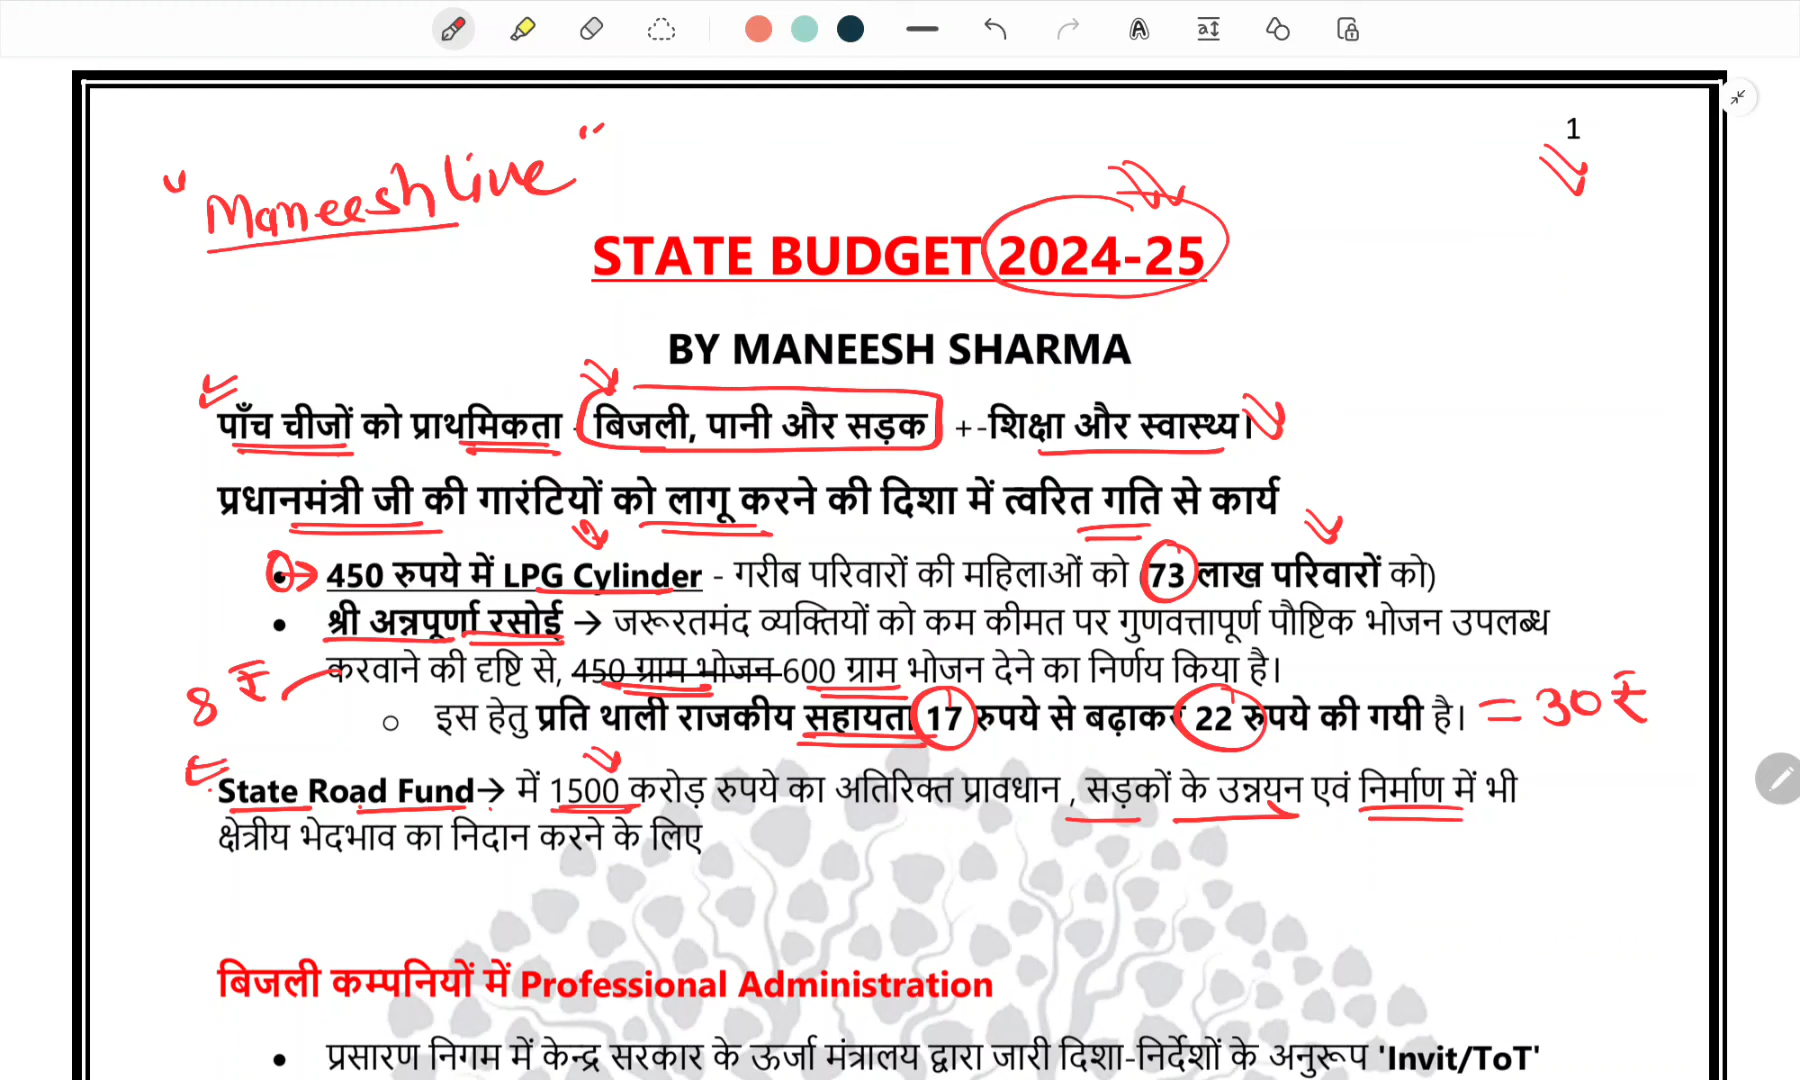 1
"Maneesh Live"
STATE BUDGET 2024-25
BY MANEESH SHARMA
पाँच चीजों को प्राथमिकता - बिजली, पानी और सड़क +-शिक्षा और स्वास्थ्य।
प्रधानमंत्री जी की गारंटियों को लागू करने की दिशा में त्वरित गति से कार्य
• 450 रुपये में LPG Cylinder - गरीब परिवारों की महिलाओं को (73 लाख परिवारों को)
• श्री अन्नपूर्णा रसोई → जरूरतमंद व्यक्तियों को कम कीमत पर गुणवत्तापूर्ण पौष्टिक भोजन उपलब्ध
करवाने की दृष्टि से, 450 ग्राम भोजन 600 ग्राम भोजन देने का निर्णय किया है।
8 ₹
○ इस हेतु प्रति थाली राजकीय सहायता 17 रुपये से बढ़ाकर 22 रुपये की गयी है। = 30 ₹
State Road Fund→ में 1500 करोड़ रुपये का अतिरिक्त प्रावधान , सड़कों के उन्नयन एवं निर्माण में भी
क्षेत्रीय भेदभाव का निदान करने के लिए
बिजली कम्पनियों में Professional Administration
• प्रसारण निगम में केन्द्र सरकार के ऊर्जा मंत्रालय द्वारा जारी दिशा-निर्देशों के अनुरूप 'Invit/ToT'